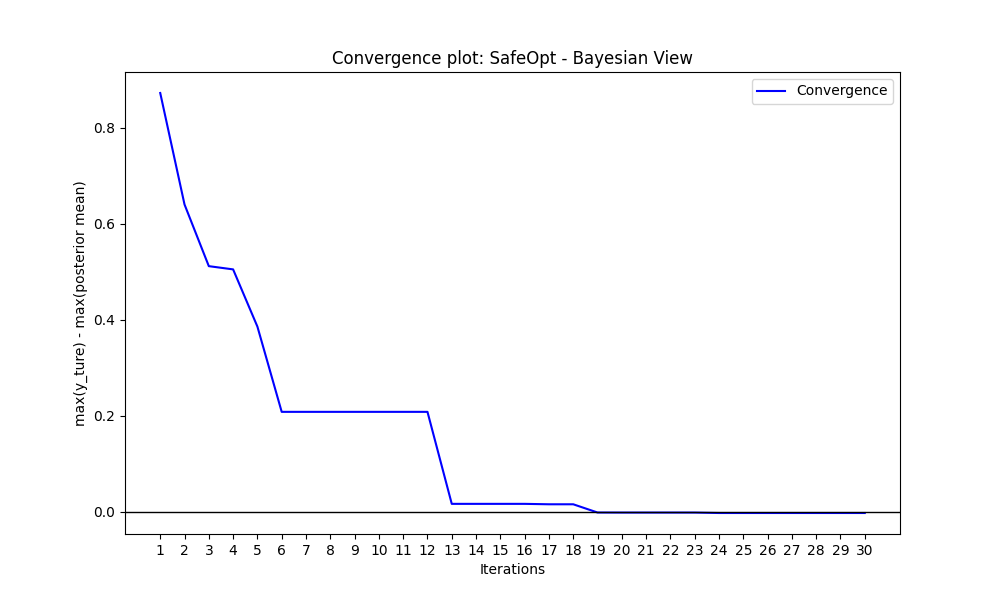 Convergence plot: SafeOpt - Bayesian View
Convergence
max(y_ture) - max(posterior mean)
0.8
0.6
0.4
0.2
0.0
1 2 3 4 5 6 7 8 9 10 11 12 13 14 15 16 17 18 19 20 21 22 23 24 25 26 27 28 29 30
Iterations